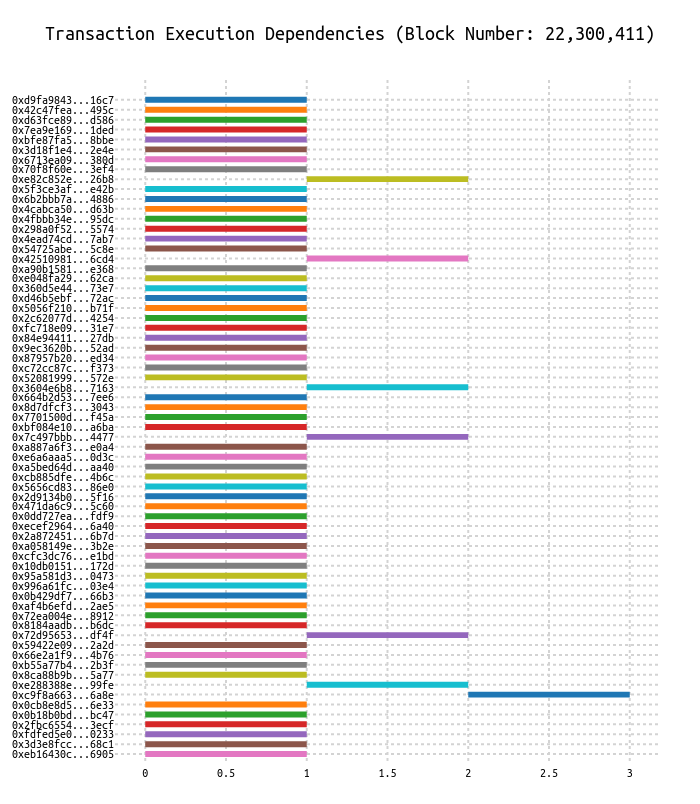 Transaction Execution Dependencies (Block Number: 22,300,411)
0xd9fa9843...16c7
0x42c47fea...495c
0xd63fce89...d586
0x7ea9e169...1ded
0xbfe87fa5...8bbe
0x3d18f1e4...2e4e
0x6713ea09...380d
0x70f8f60e...3ef4
0xe82c852e...26b8
0x5f3ce3af...e42b
0x6b2bbb7a...4886
0x4cabca50...d63b
0x4fbbb34e...95dc
0x298a0f52...5574
0x4ead74cd...7ab7
0x54725abe...5c8e
0x42510981...6cd4
0xa90b1581...e368
0xe048fa29...62ca
0x360d5e44...73e7
0xd46b5ebf...72ac
0x5056f210...b71f
0x2c62077d...4254
0xfc718e09...31e7
0x84e94411...27db
0x9ec3620b...52ad
0x87957b20...ed34
0xc72cc87c...f373
0x52081999...572e
0x3604e6b8...7163
0x664b2d53...7ee6
0x8d7dfcf3...3043
0x7701500d...f45a
0xbf084e10...a6ba
0x7c497bbb...4477
0xa887a6f3...e0a4
0xe6a6aaa5...0d3c
0xa5bed64d...aa40
0xcb885dfe...4b6c
0x5656cd83...86e0
0x2d9134b0...5f16
0x471da6c9...5c60
0x0dd727ea...fdf9
0xecef2964...6a40
0x2a872451...6b7d
0xa058149e...3b2e
0xcfc3dc76...e1bd
0x10db0151...172d
0x95a581d3...0473
0x996a61fc...03e4
0x0b429df7...66b3
0xaf4b6efd...2ae5
0x72ea004e...8912
0x8184aadb...b6dc
0x72d95653...df4f
0x59422e09...2a2d
0x66e2a1f9...4b76
0xb55a77b4...2b3f
0x8ca88b9b...5a77
0xe288388e...99fe
0xc9f8a663...6a8e
0x0cb8e8d5...6e33
0x0b18b0bd...bc47
0x2fbc6554...3ecf
0xfdfed5e0...0233
0x3d3e8fcc...68c1
0xeb16430c...6905
0 0.5 1 1.5 2 2.5 3